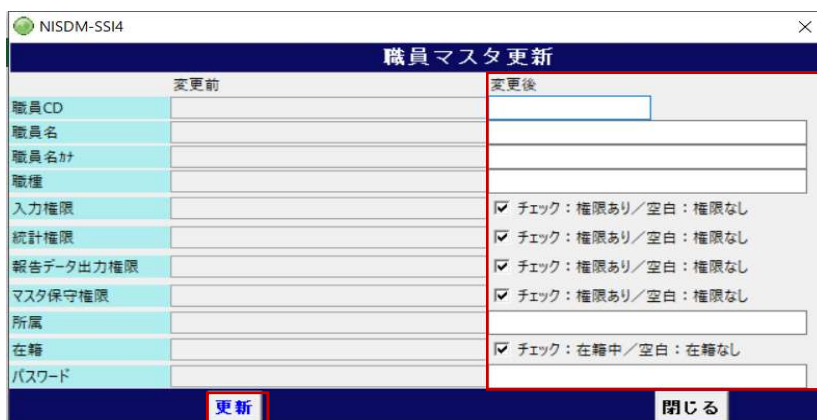 NISDM-SSI4
職員マスタ更新
変更前 変更後
職員CD
職員名
職員名ｶﾅ
職種
入力権限 チェック：権限あり／空白：権限なし
統計権限 チェック：権限あり／空白：権限なし
報告データ出力権限 チェック：権限あり／空白：権限なし
マスタ保守権限 チェック：権限あり／空白：権限なし
所属
在籍 チェック：在籍中／空白：在籍なし
パスワード
更新 閉じる